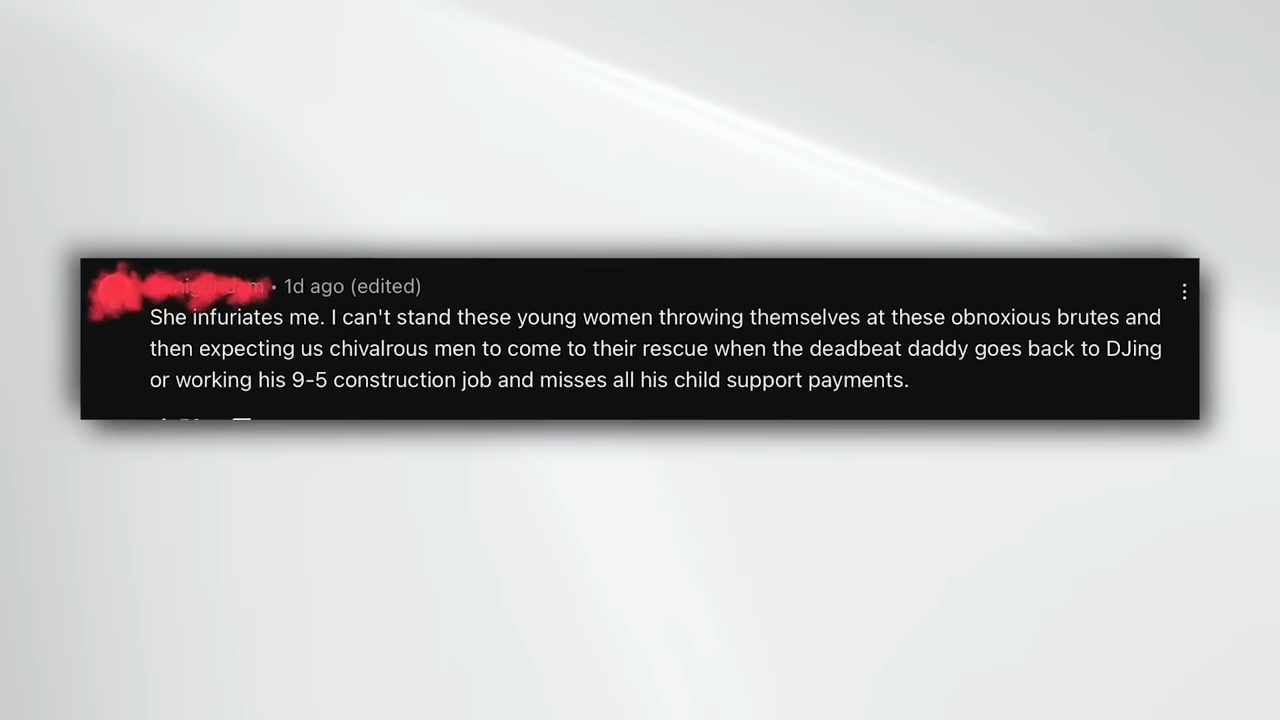 • 1d ago (edited)
She infuriates me. I can't stand these young women throwing themselves at these obnoxious brutes and
then expecting us chivalrous men to come to their rescue when the deadbeat daddy goes back to DJing
or working his 9-5 construction job and misses all his child support payments.